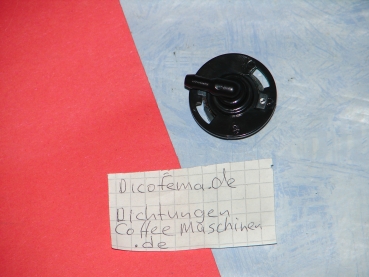 Dicofema.de
Dichtungen
Coffee Maschinen
.de